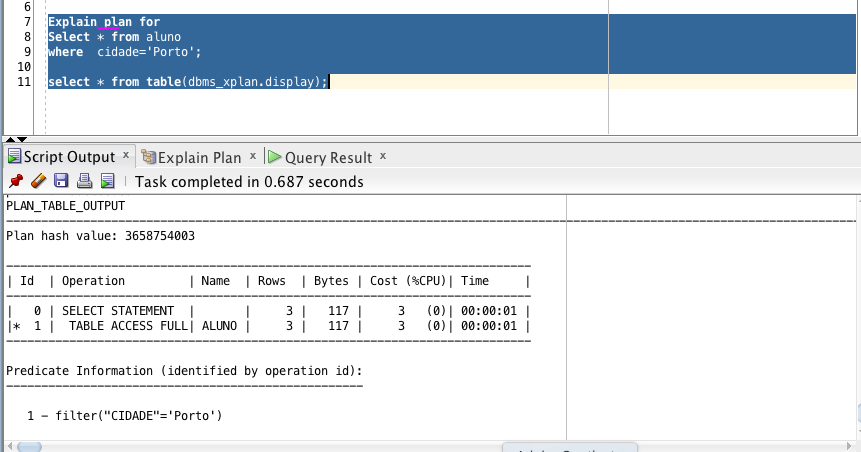 6
7 Explain plan for
8 Select * from aluno
9 where  cidade='Porto';
10
11 select * from table(dbms_xplan.display);
Script Output x Explain Plan x Query Result x
Task completed in 0.687 seconds
PLAN_TABLE_OUTPUT
--------------------------------------------------------------------------------
Plan hash value: 3658754003
---------------------------------------------------------------------------
| Id  | Operation         | Name  | Rows  | Bytes | Cost (%CPU)| Time     |
---------------------------------------------------------------------------
|   0 | SELECT STATEMENT  |       |     3 |   117 |     3   (0)| 00:00:01 |
|*  1 |  TABLE ACCESS FULL| ALUNO |     3 |   117 |     3   (0)| 00:00:01 |
---------------------------------------------------------------------------
Predicate Information (identified by operation id):
---------------------------------------------------
1 - filter("CIDADE"='Porto')